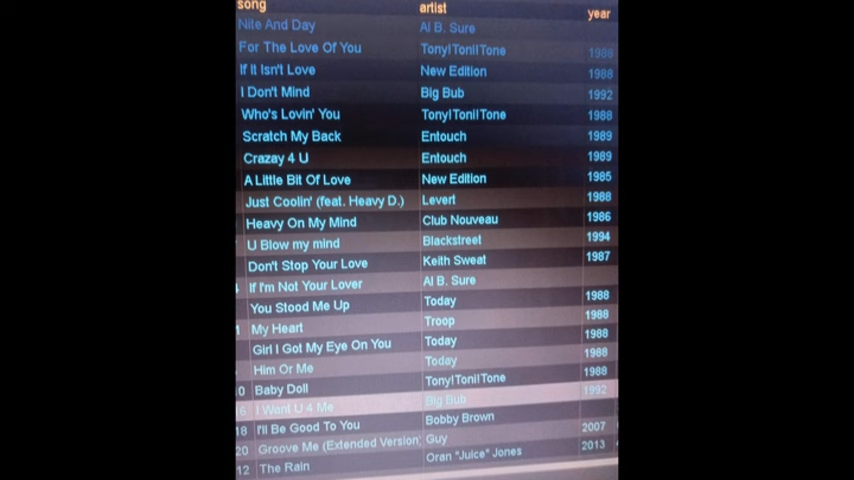 song artist year
Nite And Day Al B. Sure
For The Love Of You Tony!Toni!Tone 1988
If It Isn't Love New Edition 1988
I Don't Mind Big Bub 1992
Who's Lovin' You Tony!Toni!Tone 1988
Scratch My Back Entouch 1989
Crazay 4 U Entouch 1989
A Little Bit Of Love New Edition 1985
Just Coolin' (feat. Heavy D.) Levert 1988
Heavy On My Mind Club Nouveau 1986
U Blow my mind Blackstreet 1994
Don't Stop Your Love Keith Sweat 1987
If I'm Not Your Lover Al B. Sure
You Stood Me Up Today 1988
My Heart Troop 1988
Girl I Got My Eye On You Today 1988
Him Or Me Today 1988
0 Baby Doll Tony!Toni!Tone 1988
6 I Want U 4 Me Big Bub 1992
18 I'll Be Good To You Bobby Brown
20 Groove Me (Extended Version) Guy 2007
12 The Rain Oran "Juice" Jones 2013